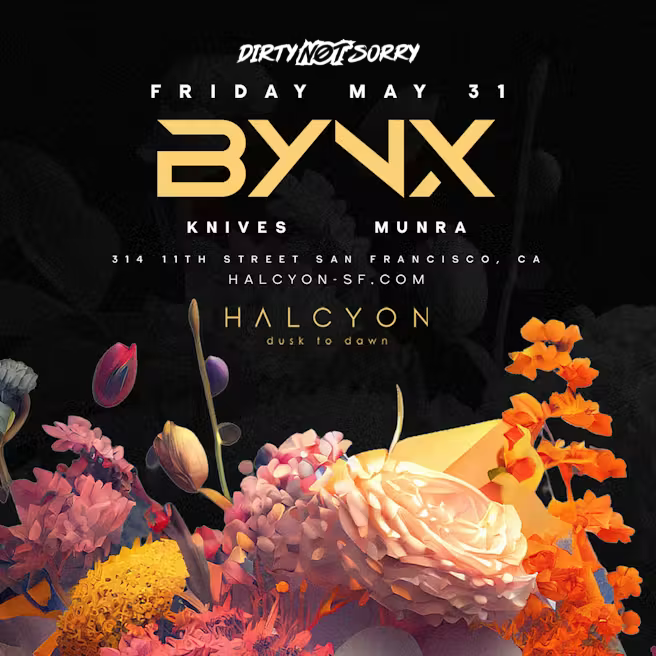 DIRTY NOT SORRY
FRIDAY MAY 31
BYNX
KNIVES MUNRA
314 11TH STREET SAN FRANCISCO, CA
HALCYON-SF.COM
HALCYON
dusk to dawn